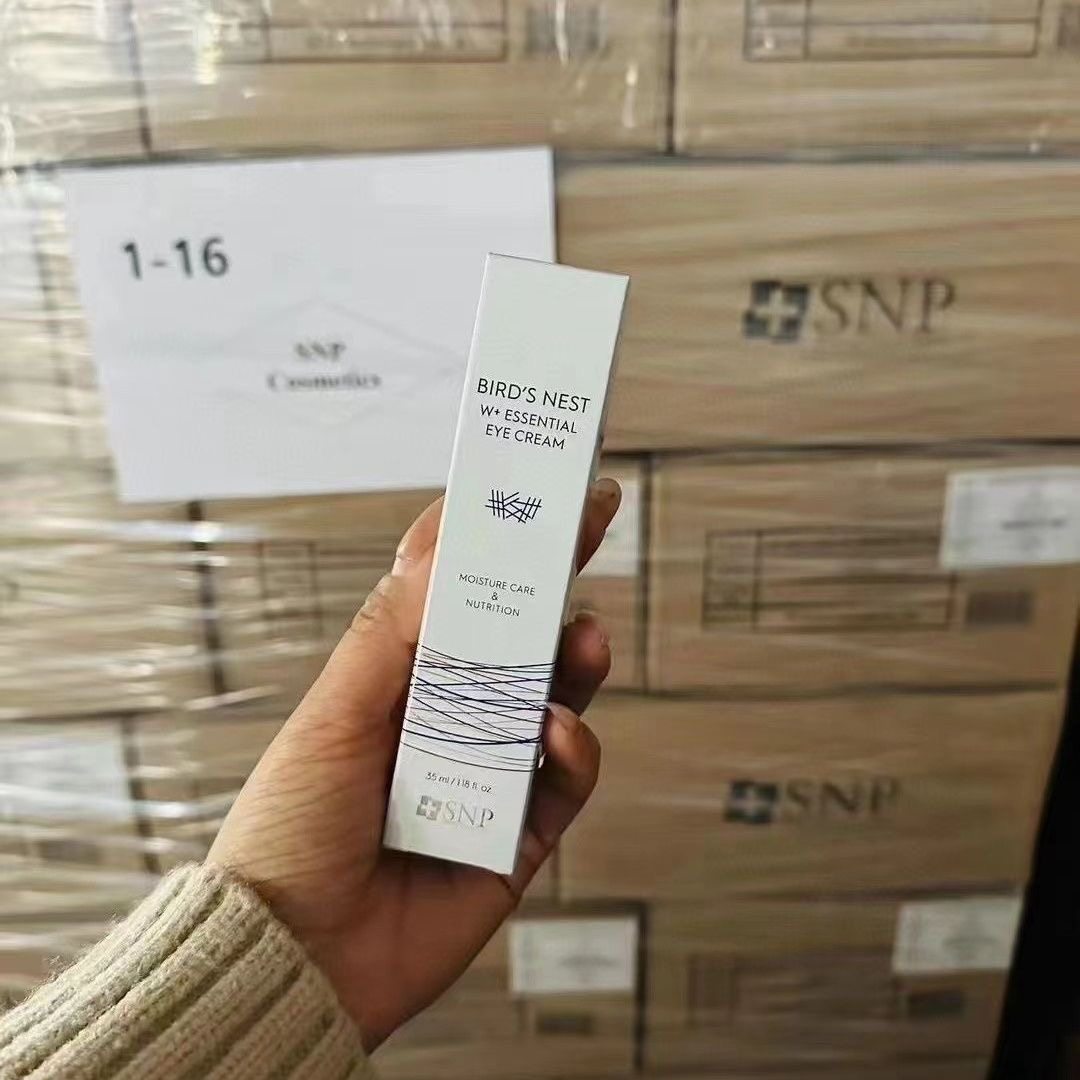 1-16
SNP
Cosmetics
SNP
BIRD'S NEST
W+ ESSENTIAL
EYE CREAM
MOISTURE CARE
&
NUTRITION
35 ml / 1.18 fl. oz
SNP
SNP